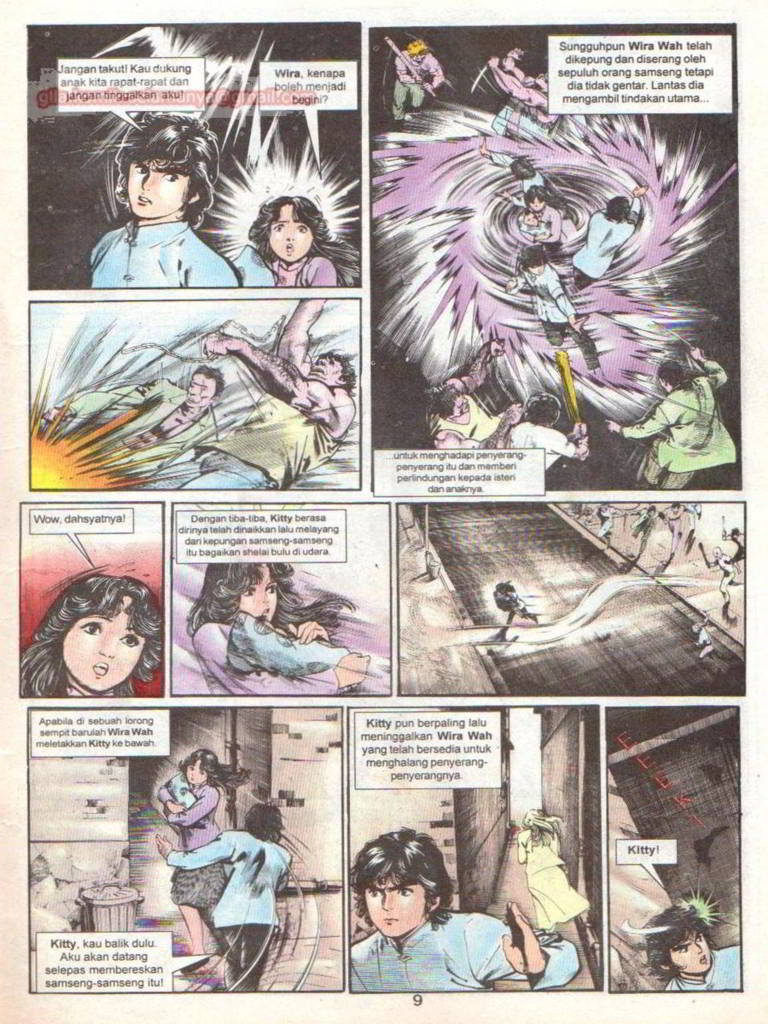 Jangan takut! Kau dukung
anak kita rapat-rapat dan
jangan tinggalkan aku!
Wira, kenapa
boleh menjadi
begini?
Sungguhpun Wira Wah telah
dikepung dan diserang oleh
sepuluh orang samseng tetapi
dia tidak gentar. Lantas dia
mengambil tindakan utama...
...untuk menghadapi penyerang-
penyerang itu dan memberi
perlindungan kepada isteri
dan anaknya.
Wow, dahsyatnya!
Dengan tiba-tiba, Kitty berasa
dirinya telah dinaikkan lalu melayang
dari kepungan samseng-samseng
itu bagaikan shelai bulu di udara.
Apabila di sebuah lorong
sempit barulah Wira Wah
meletakkan Kitty ke bawah.
Kitty, kau balik dulu.
Aku akan datang
selepas membereskan
samseng-samseng itu!
Kitty pun berpaling lalu
meninggalkan Wira Wah
yang telah bersedia untuk
menghalang penyerang-
penyerangnya.
EEEEK!
Kitty!
9